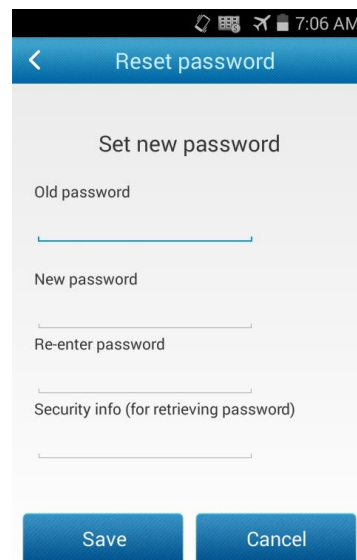 7:06 AM
Reset password
Set new password
Old password
New password
Re-enter password
Security info (for retrieving password)
Save
Cancel